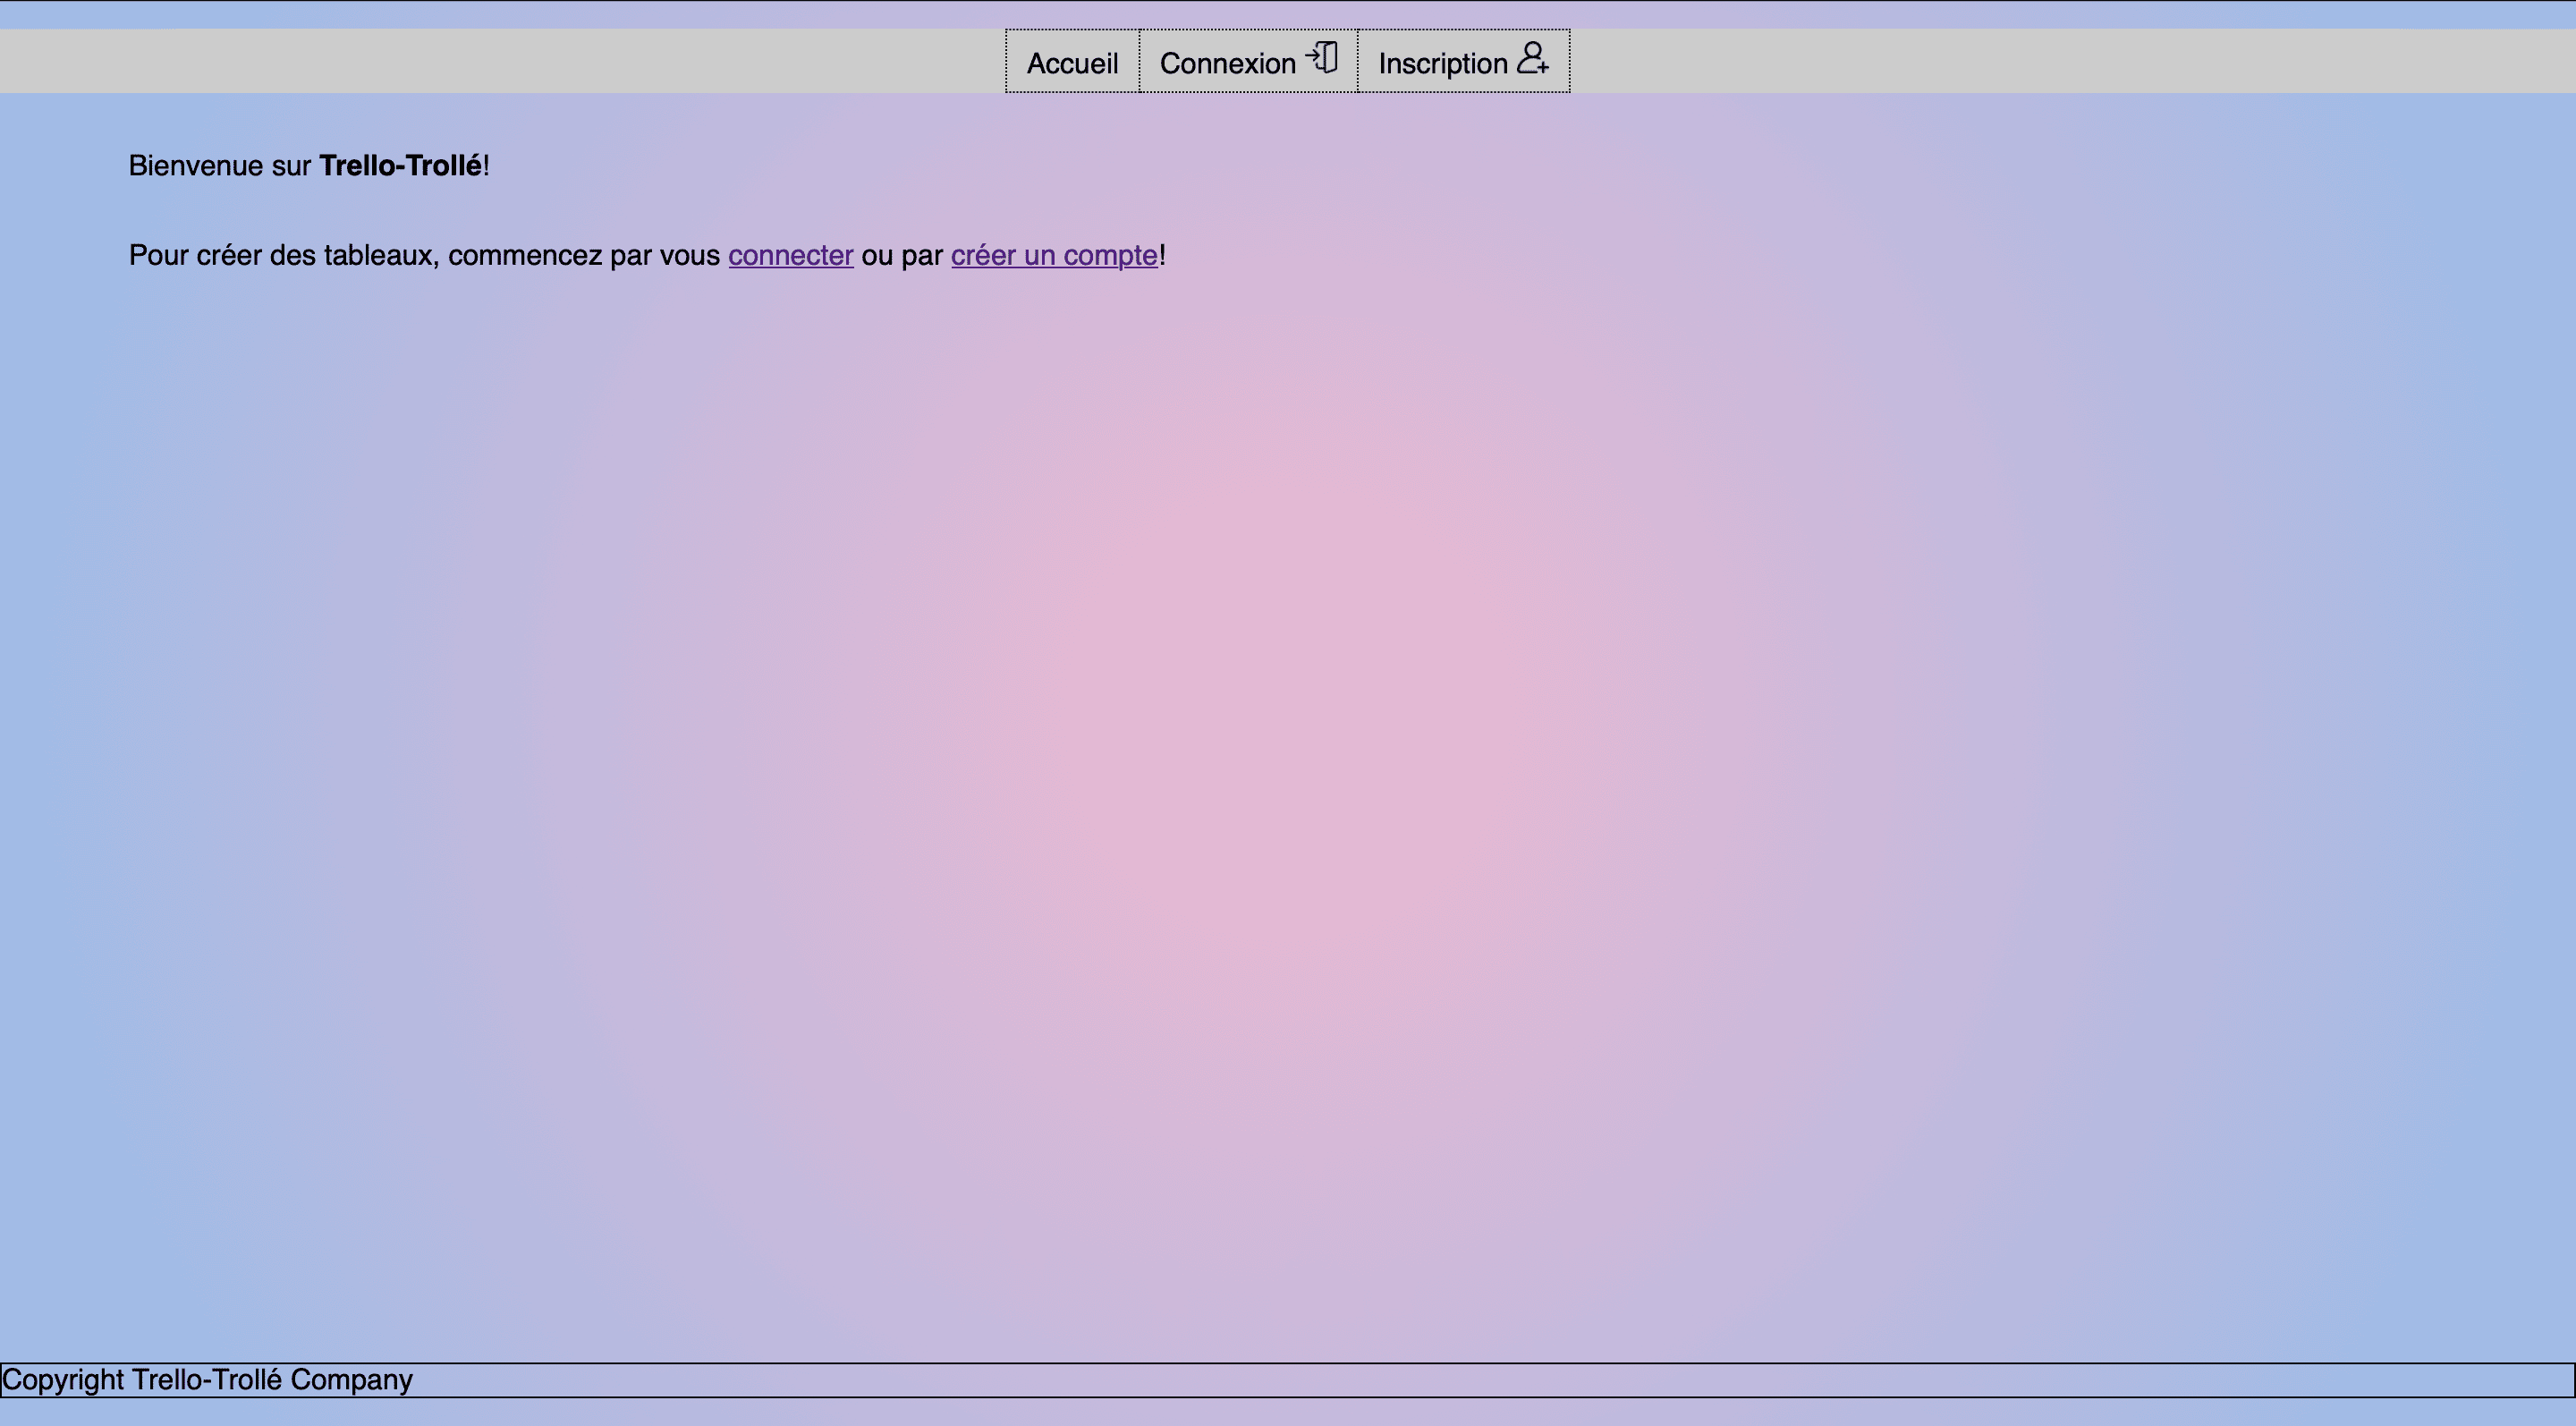 Accueil Connexion Inscription
Bienvenue sur Trello-Trollé!
Pour créer des tableaux, commencez par vous connecter ou par créer un compte!
Copyright Trello-Trollé Company